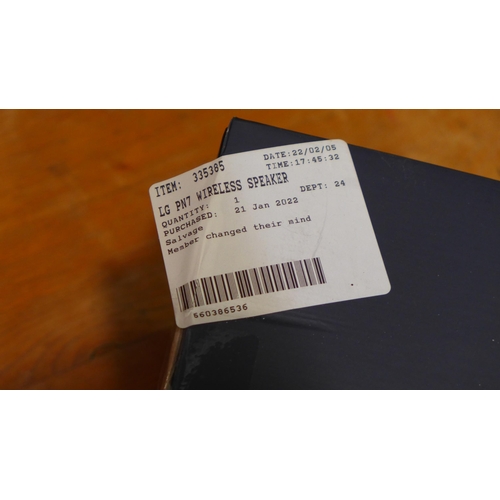 ITEM: 335385 DATE:22/02/05
TIME:17:45:32
LG PN7 WIRELESS SPEAKER
QUANTITY: 1 DEPT: 24
PURCHASED: 21 Jan 2022
Salvage
Member changed their mind
560386536